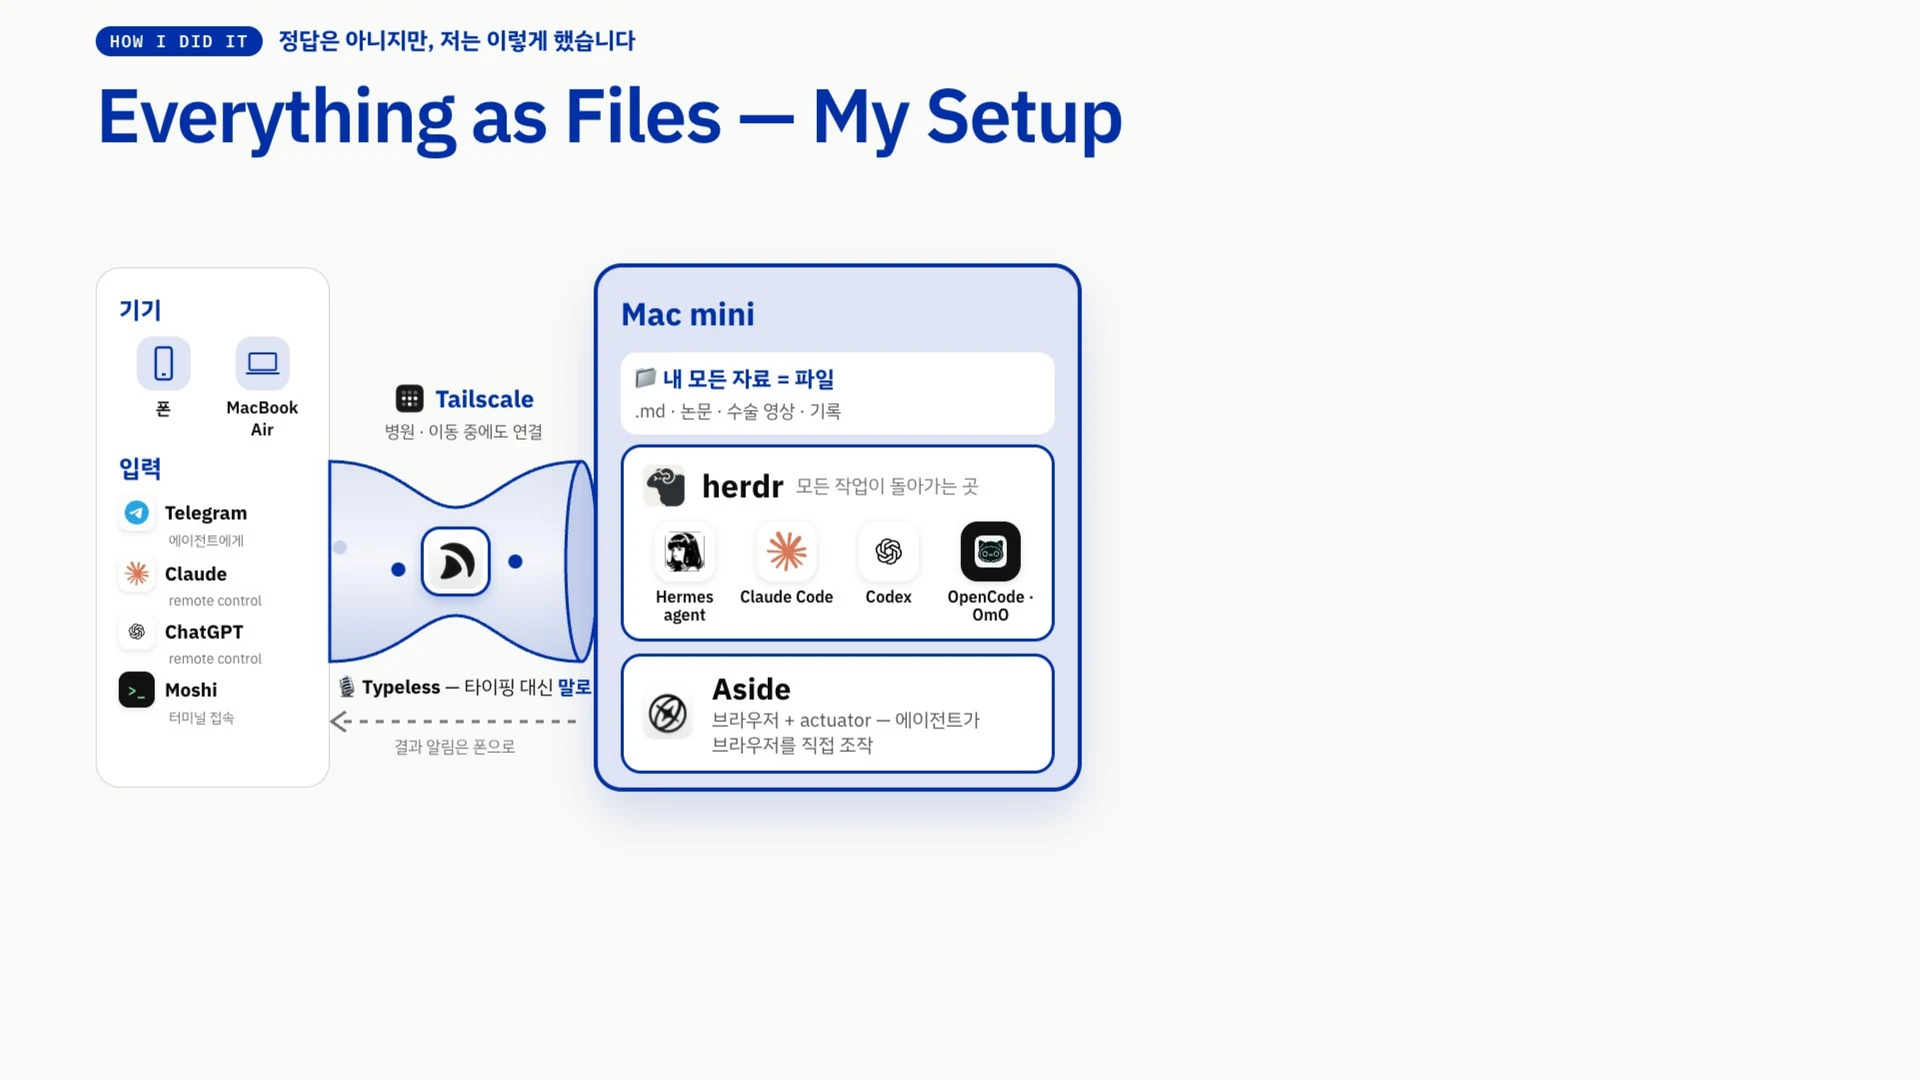 HOW I DID IT 정답은 아니지만, 저는 이렇게 했습니다
Everything as Files — My Setup
기기
폰
MacBook
Air
입력
Telegram
에이전트에게
Claude
remote control
ChatGPT
remote control
>_ Moshi
터미널 접속
Tailscale
병원 · 이동 중에도 연결
Typeless — 타이핑 대신 말로
결과 알림은 폰으로
Mac mini
내 모든 자료 = 파일
.md · 논문 · 수술 영상 · 기록
herdr 모든 작업이 돌아가는 곳
Hermes
agent
Claude Code
Codex
OpenCode ·
OmO
Aside
브라우저 + actuator — 에이전트가
브라우저를 직접 조작